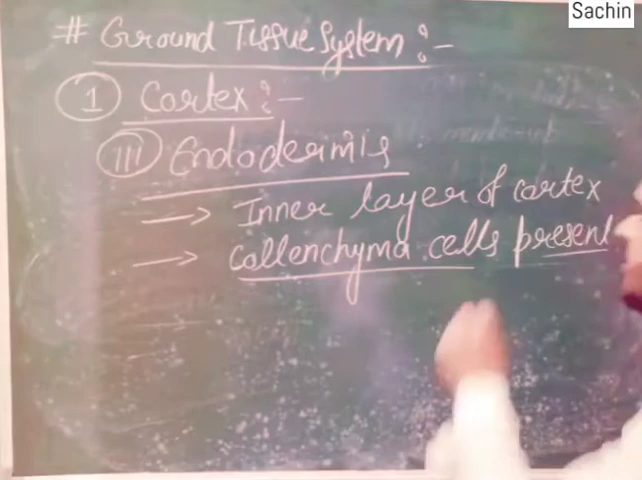 Sachin
# Ground Tissue System :-
① Cortex :-
(III) Endodermis
→ Inner layer of cortex
→ Collenchyma cells present